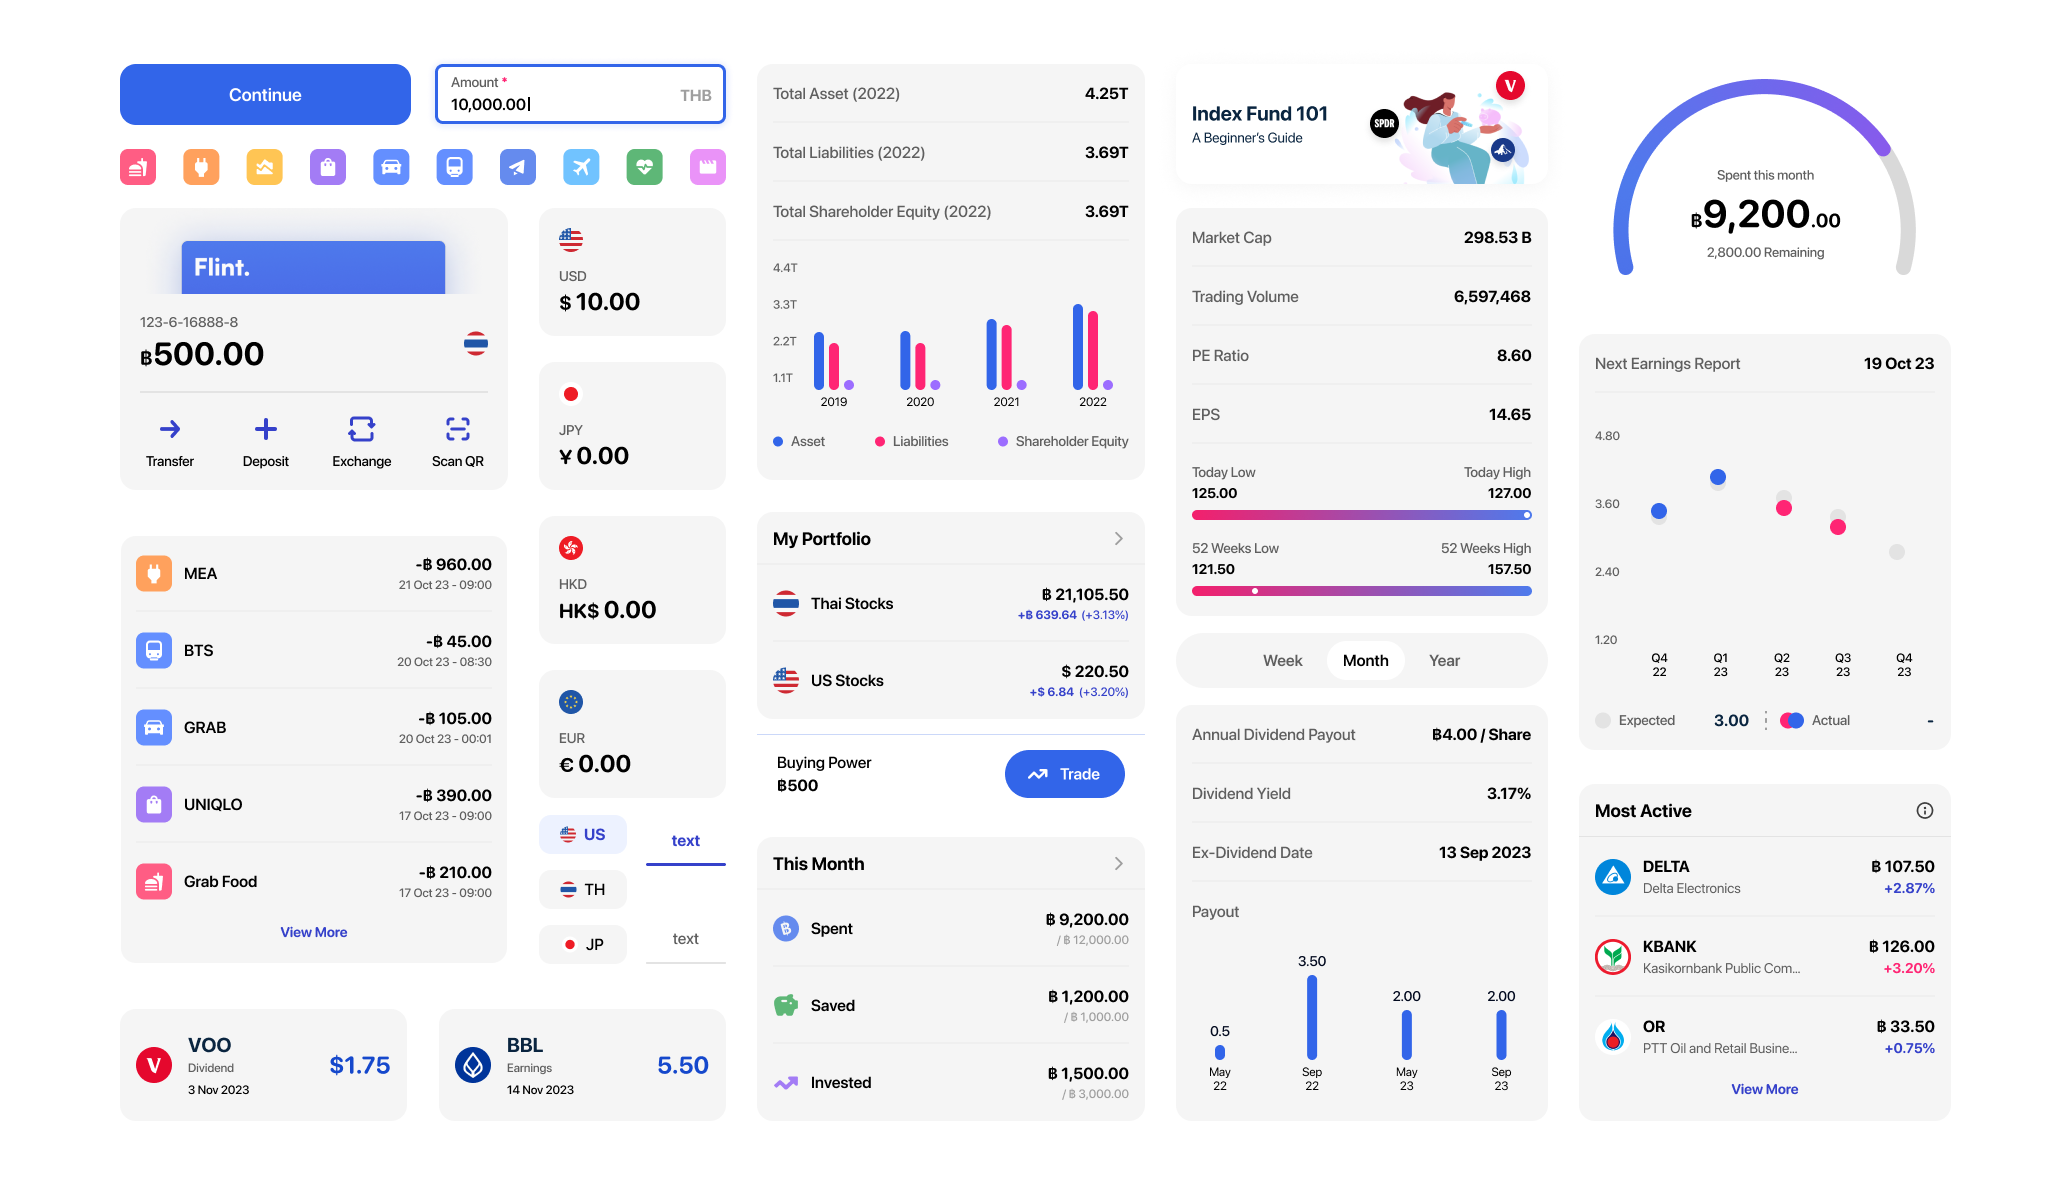 Continue
Amount *
10,000.00
THB
Flint.
123-6-16888-8
฿500.00
Transfer
Deposit
Exchange
Scan QR
MEA
-฿ 960.00
21 Oct 23 - 09:00
BTS
-฿ 45.00
20 Oct 23 - 08:30
GRAB
-฿ 105.00
20 Oct 23 - 00:01
UNIQLO
-฿ 390.00
17 Oct 23 - 09:00
Grab Food
-฿ 210.00
17 Oct 23 - 09:00
View More
USD
$ 10.00
JPY
¥ 0.00
HKD
HK$ 0.00
EUR
€ 0.00
US
TH
JP
text
text
V
VOO
Dividend
3 Nov 2023
$1.75
BBL
Earnings
14 Nov 2023
5.50
Total Asset (2022) 4.25T
Total Liabilities (2022) 3.69T
Total Shareholder Equity (2022) 3.69T
4.4T
3.3T
2.2T
1.1T
2019 2020 2021 2022
Asset Liabilities Shareholder Equity
My Portfolio
Thai Stocks
฿ 21,105.50
+฿ 639.64 (+3.13%)
US Stocks
$ 220.50
+$ 6.84 (+3.20%)
Buying Power
฿500
Trade
This Month
฿
Spent
฿ 9,200.00
/ ฿ 12,000.00
Saved
฿ 1,200.00
/ ฿ 1,000.00
Invested
฿ 1,500.00
/ ฿ 3,000.00
Index Fund 101
A Beginner's Guide
SPDR
V
Market Cap 298.53 B
Trading Volume 6,597,468
PE Ratio 8.60
EPS 14.65
Today Low Today High
125.00 127.00
52 Weeks Low 52 Weeks High
121.50 157.50
Week Month Year
Annual Dividend Payout ฿4.00 / Share
Dividend Yield 3.17%
Ex-Dividend Date 13 Sep 2023
Payout
0.5 3.50 2.00 2.00
May Sep May Sep
22 22 23 23
Spent this month
฿9,200.00
2,800.00 Remaining
Next Earnings Report 19 Oct 23
4.80
3.60
2.40
1.20
Q4 Q1 Q2 Q3 Q4
22 23 23 23 23
Expected 3.00 Actual -
Most Active
DELTA
Delta Electronics
฿ 107.50
+2.87%
KBANK
Kasikornbank Public Com...
฿ 126.00
+3.20%
OR
PTT Oil and Retail Busine...
฿ 33.50
+0.75%
View More